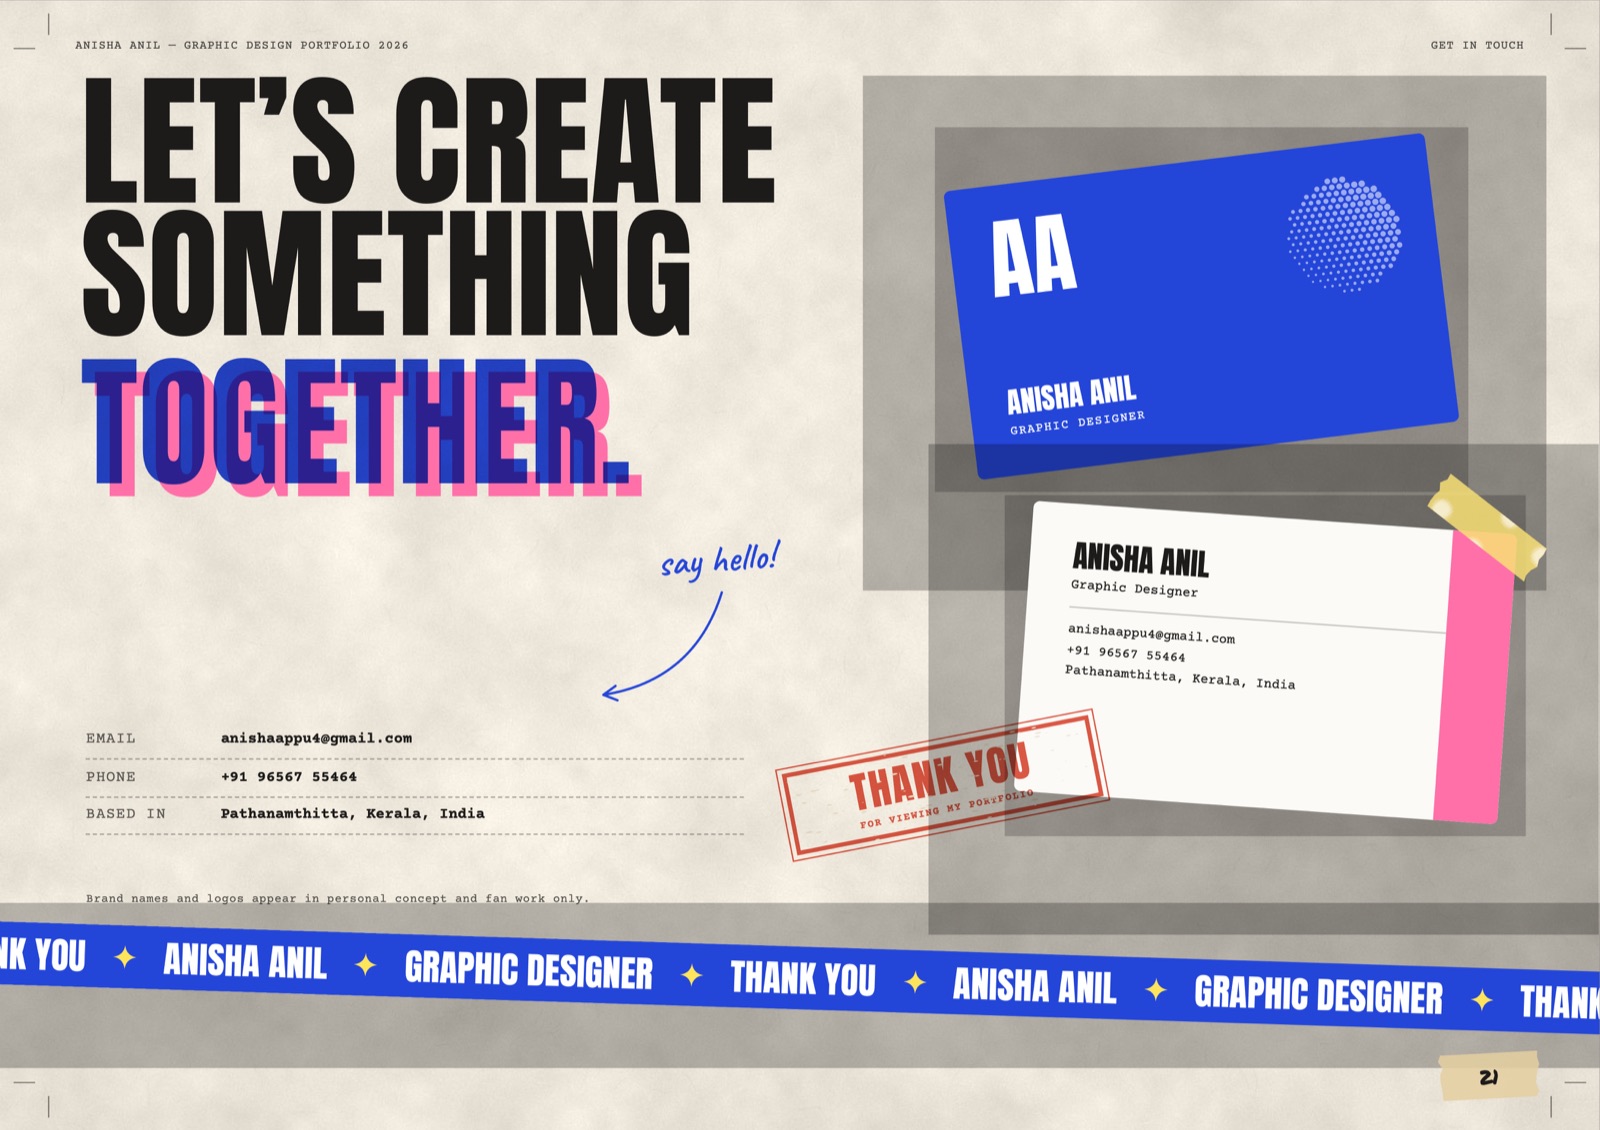 ANISHA ANIL — GRAPHIC DESIGN PORTFOLIO 2026
GET IN TOUCH
LET’S CREATE
SOMETHING
TOGETHER.
say hello!
EMAIL anishaappu4@gmail.com
PHONE +91 96567 55464
BASED IN Pathanamthitta, Kerala, India
Brand names and logos appear in personal concept and fan work only.
AA
ANISHA ANIL
GRAPHIC DESIGNER
ANISHA ANIL
Graphic Designer
anishaappu4@gmail.com
+91 96567 55464
Pathanamthitta, Kerala, India
THANK YOU
FOR VIEWING MY PORTFOLIO
NK YOU ✦ ANISHA ANIL ✦ GRAPHIC DESIGNER ✦ THANK YOU ✦ ANISHA ANIL ✦ GRAPHIC DESIGNER ✦ THANK
21